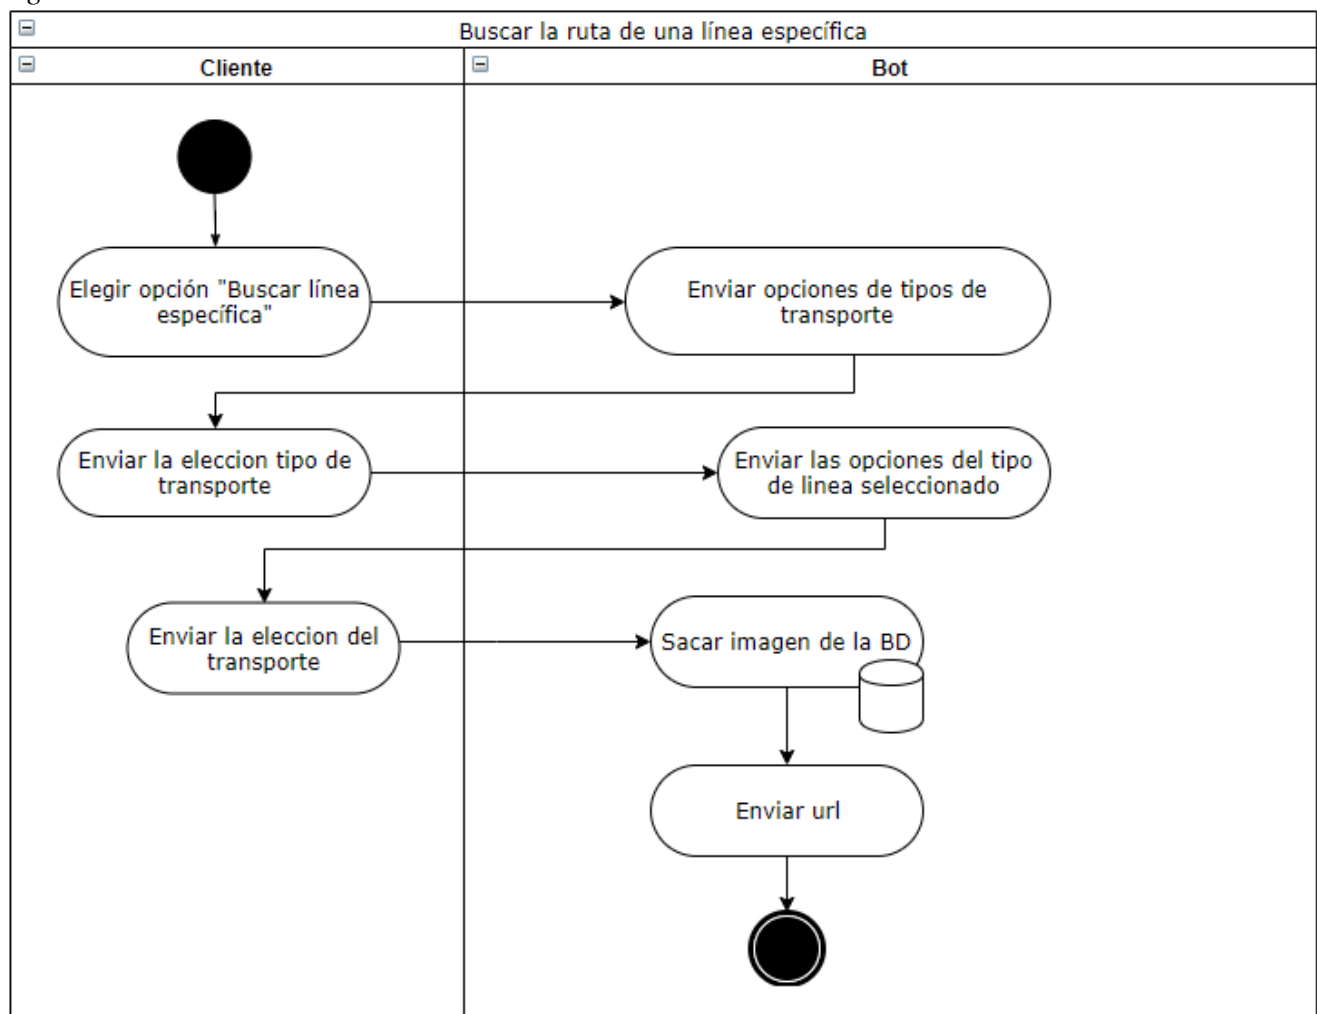 Buscar la ruta de una línea específica
Cliente
Bot
Elegir opción "Buscar línea
específica"
Enviar opciones de tipos de
transporte
Enviar la eleccion tipo de
transporte
Enviar las opciones del tipo
de linea seleccionado
Enviar la eleccion del
transporte
Sacar imagen de la BD
Enviar url